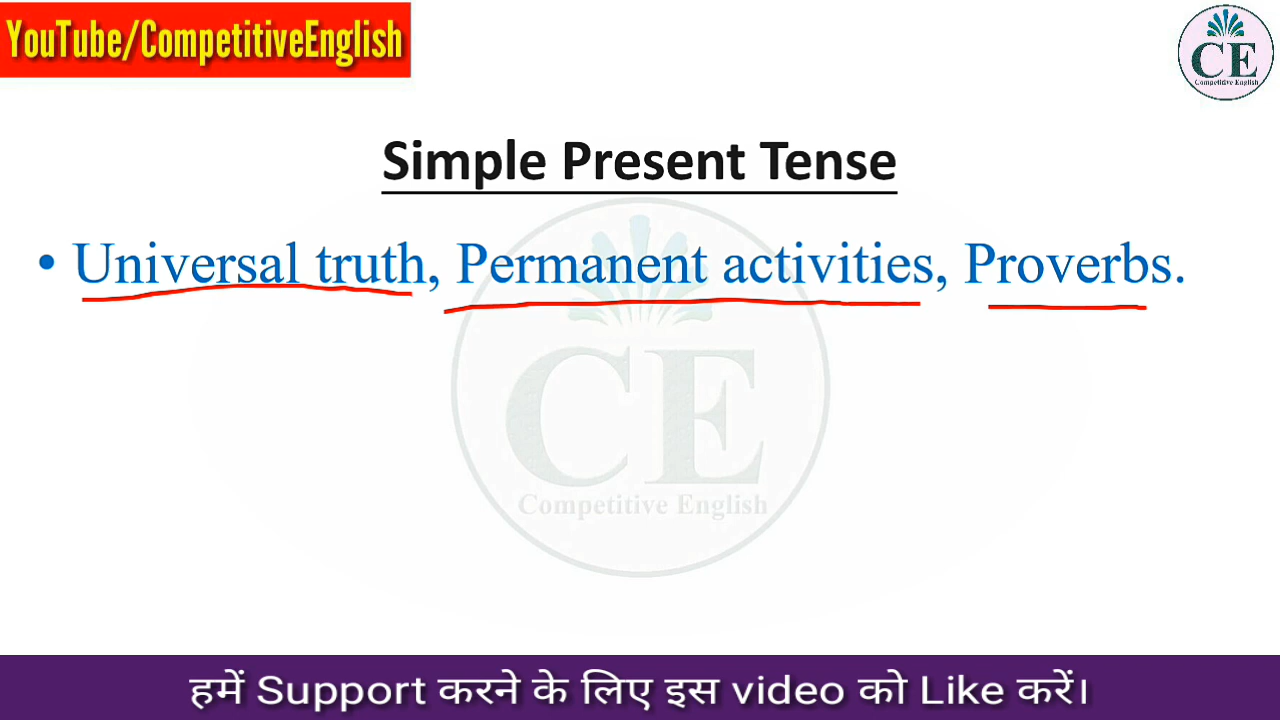 YouTube/CompetitiveEnglish
CE
Competitive English
Simple Present Tense
• Universal truth, Permanent activities, Proverbs.
CE
Competitive English
हमें Support करने के लिए इस video को Like करें।